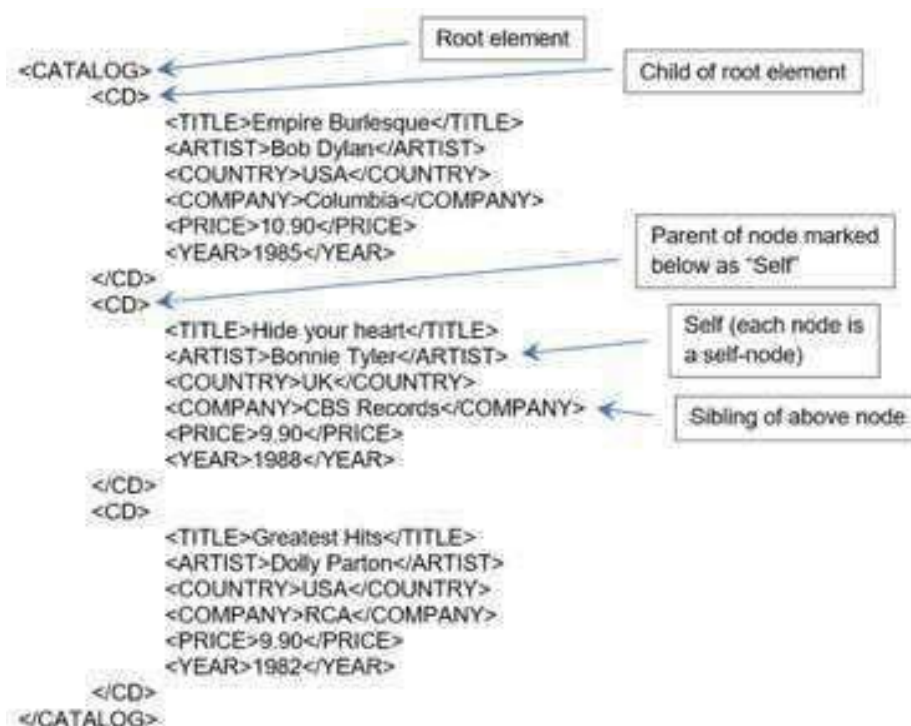 Root element
<CATALOG>
Child of root element
<CD>
<TITLE>Empire Burlesque</TITLE>
<ARTIST>Bob Dylan</ARTIST>
<COUNTRY>USA</COUNTRY>
<COMPANY>Columbia</COMPANY>
<PRICE>10.90</PRICE>
<YEAR>1985</YEAR>
Parent of node marked
below as "Self"
</CD>
<CD>
<TITLE>Hide your heart</TITLE>
<ARTIST>Bonnie Tyler</ARTIST>
Self (each node is
a self-node)
<COUNTRY>UK</COUNTRY>
<COMPANY>CBS Records</COMPANY>
Sibling of above node
<PRICE>9.90</PRICE>
<YEAR>1988</YEAR>
</CD>
<CD>
<TITLE>Greatest Hits</TITLE>
<ARTIST>Dolly Parton</ARTIST>
<COUNTRY>USA</COUNTRY>
<COMPANY>RCA</COMPANY>
<PRICE>9.90</PRICE>
<YEAR>1982</YEAR>
</CD>
</CATALOG>